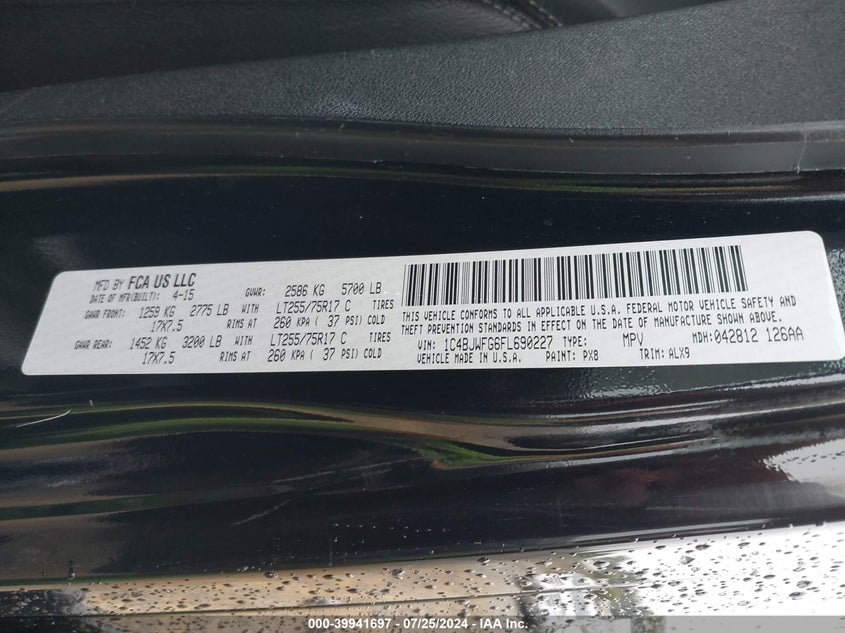 MFD BY FCA US LLC
DATE OF MFR(BUILT): 4-15 GVWR: 2586 KG 5700 LB
GAWR FRONT: 1259 KG 2775 LB WITH LT255/75R17 C TIRES
17X7.5 RIMS AT 260 KPA ( 37 PSI) COLD
GAWR REAR: 1452 KG 3200 LB WITH LT255/75R17 C TIRES
17X7.5 RIMS AT 260 KPA ( 37 PSI) COLD
THIS VEHICLE CONFORMS TO ALL APPLICABLE U.S.A. FEDERAL MOTOR VEHICLE SAFETY AND
THEFT PREVENTION STANDARDS IN EFFECT ON THE DATE OF MANUFACTURE SHOWN ABOVE.
VIN: 1C4BJWFG6FL690227 TYPE: MPV MDH: 042812 126AA
VEHICLE MADE IN U.S.A. PAINT: PX8 TRIM: ALX9
000-39941697 - 07/25/2024 - IAA Inc.